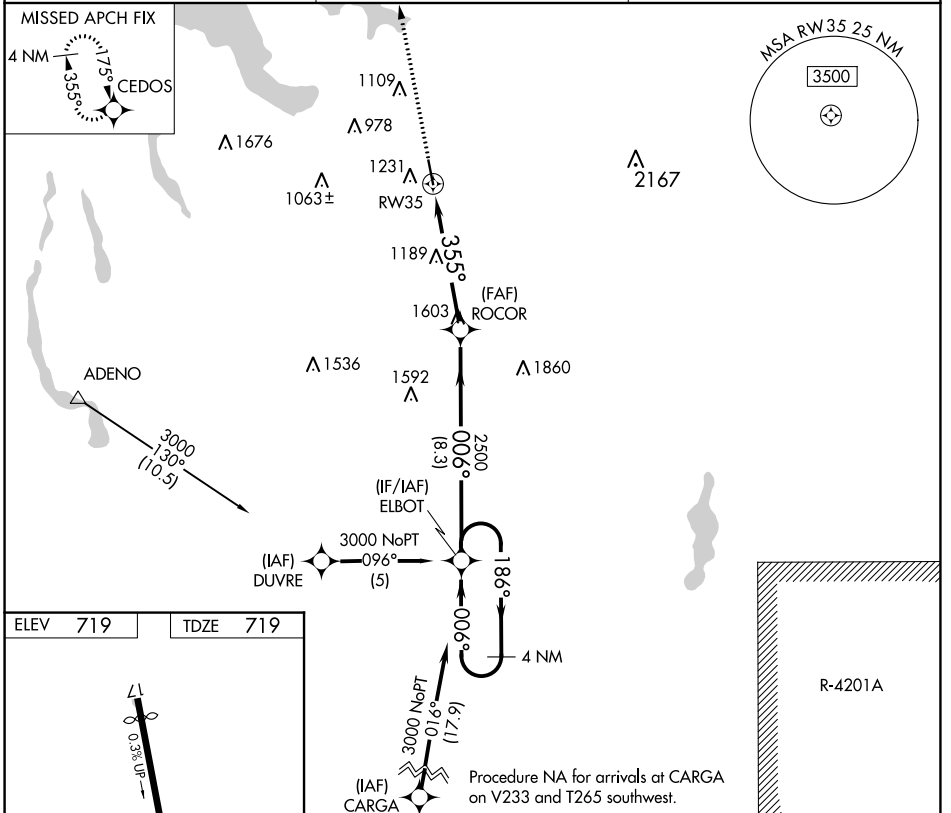 MISSED APCH FIX
4 NM
175°
355°
CEDOS
MSA RW35 25 NM
3500
1109
978
1676
1231
1063±
RW35
2167
1189
355°
(FAF)
ROCOR
1603
1536
1592
1860
ADENO
3000
130°
(10.5)
2500
006°
(8.3)
(IF/IAF)
ELBOT
3000 NoPT
096°
(5)
(IAF)
DUVRE
186°
006°
4 NM
3000 NoPT
016°
(17.9)
(IAF)
CARGA
Procedure NA for arrivals at CARGA
on V233 and T265 southwest.
R-4201A
ELEV 719
TDZE 719
17
0.3% UP